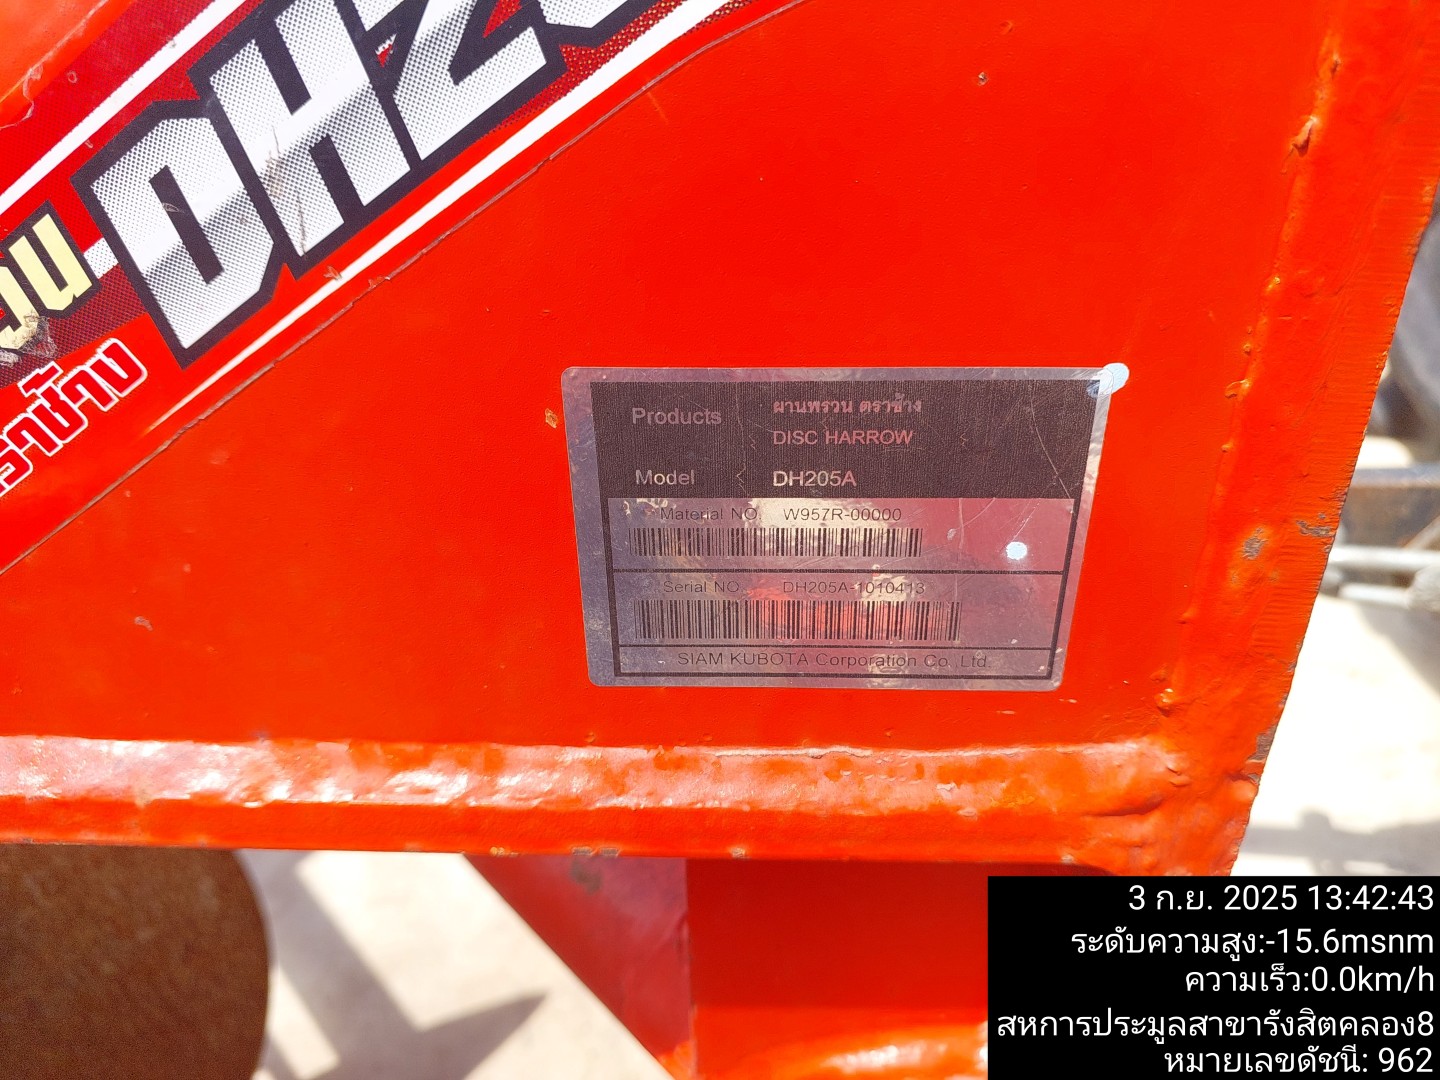 DH20
ตราช้าง
Products ผานพรวน ตราช้าง
DISC HARROW
Model DH205A
Material NO. W957R-00000
Serial NO. DH205A-1010413
SIAM KUBOTA Corporation Co.,Ltd.
3 ก.ย. 2025 13:42:43
ระดับความสูง:-15.6msnm
ความเร็ว:0.0km/h
สหการประมูลสาขารังสิตคลอง8
หมายเลขดัชนี: 962